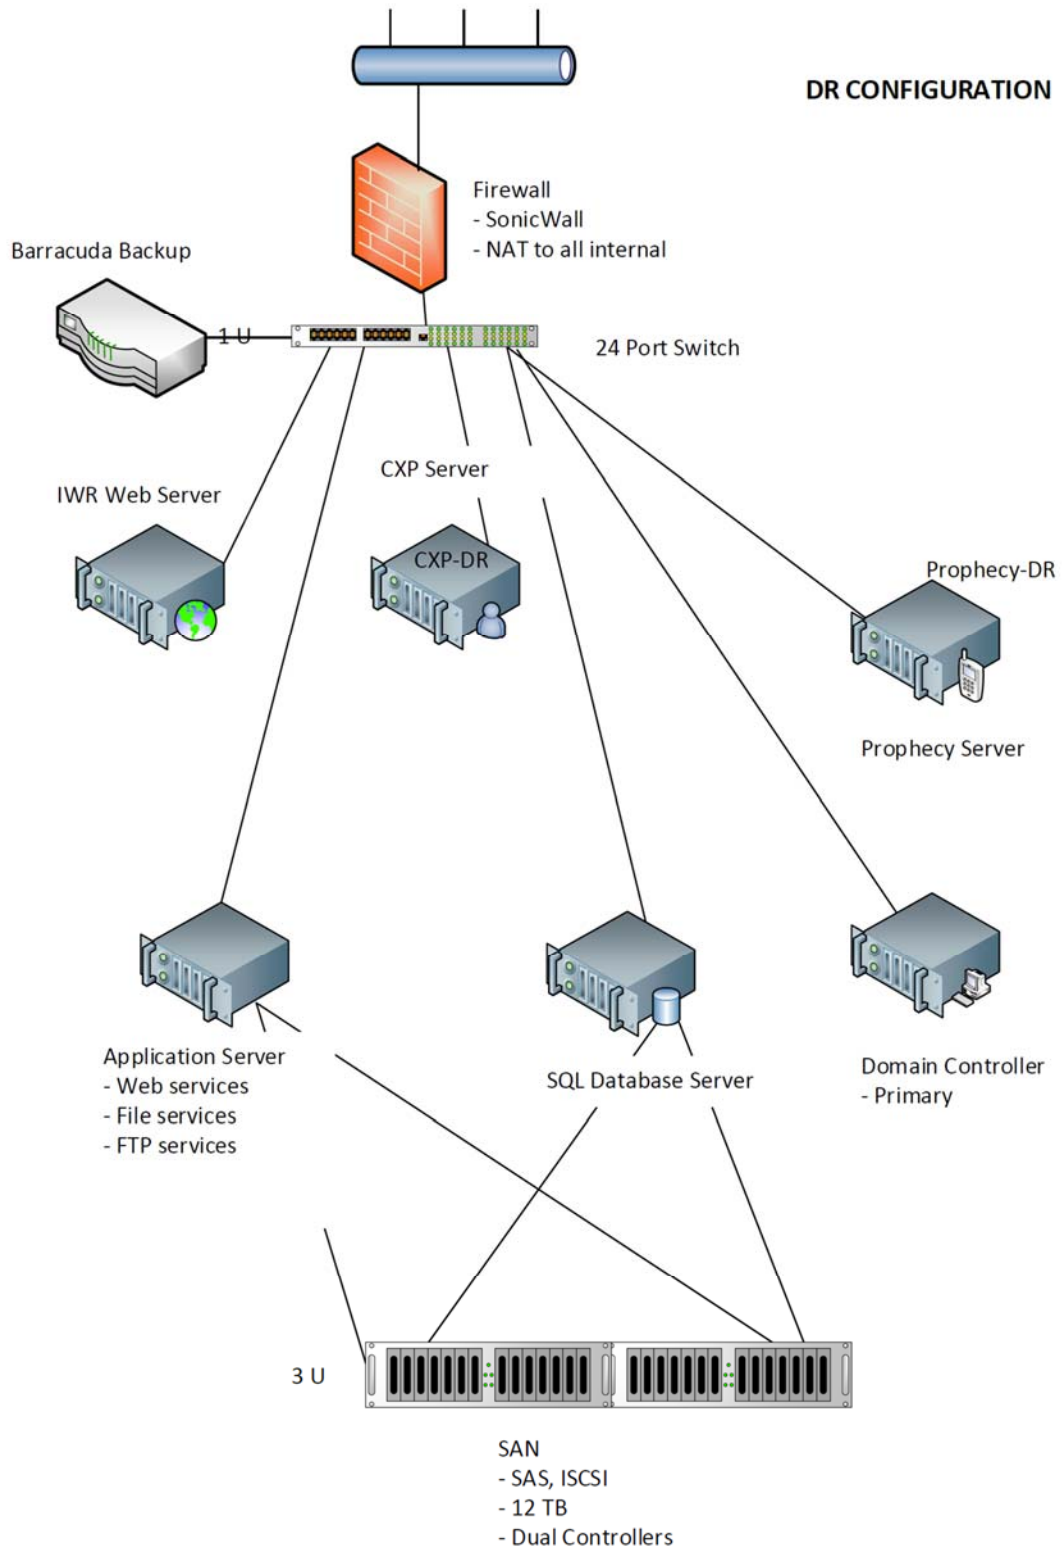 DR CONFIGURATION
Firewall
- SonicWall
- NAT to all internal
Barracuda Backup
1 U
24 Port Switch
CXP Server
IWR Web Server
CXP-DR
Prophecy-DR
Prophecy Server
Application Server
- Web services
- File services
- FTP services
SQL Database Server
Domain Controller
- Primary
3 U
SAN
- SAS, ISCSI
- 12 TB
- Dual Controllers